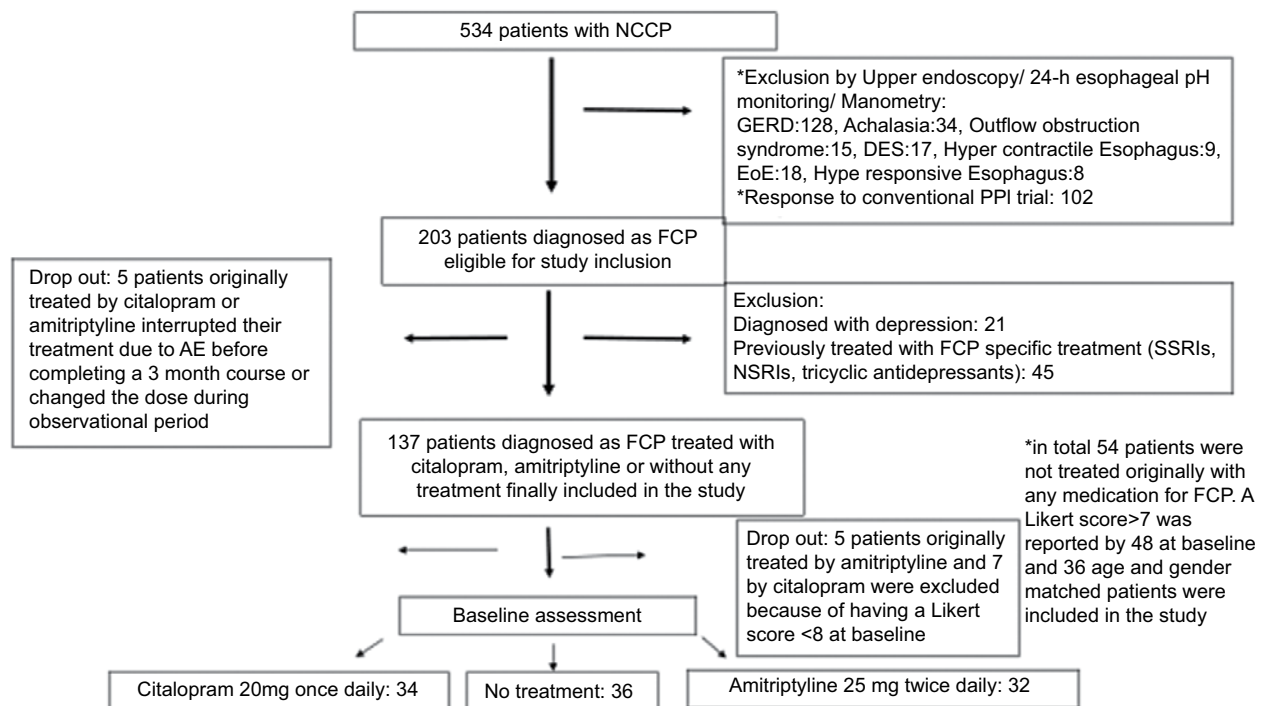 534 patients with NCCP
*Exclusion by Upper endoscopy/ 24-h esophageal pH
monitoring/ Manometry:
GERD:128, Achalasia:34, Outflow obstruction
syndrome:15, DES:17, Hyper contractile Esophagus:9,
EoE:18, Hype responsive Esophagus:8
*Response to conventional PPI trial: 102
203 patients diagnosed as FCP
eligible for study inclusion
Drop out: 5 patients originally
treated by citalopram or
amitriptyline interrupted their
treatment due to AE before
completing a 3 month course or
changed the dose during
observational period
Exclusion:
Diagnosed with depression: 21
Previously treated with FCP specific treatment (SSRIs,
NSRIs, tricyclic antidepressants): 45
137 patients diagnosed as FCP treated with
citalopram, amitriptyline or without any
treatment finally included in the study
*in total 54 patients were
not treated originally with
any medication for FCP. A
Likert score>7 was
reported by 48 at baseline
and 36 age and gender
matched patients were
included in the study
Drop out: 5 patients originally
treated by amitriptyline and 7
by citalopram were excluded
because of having a Likert
score <8 at baseline
Baseline assessment
Citalopram 20mg once daily: 34
No treatment: 36
Amitriptyline 25 mg twice daily: 32